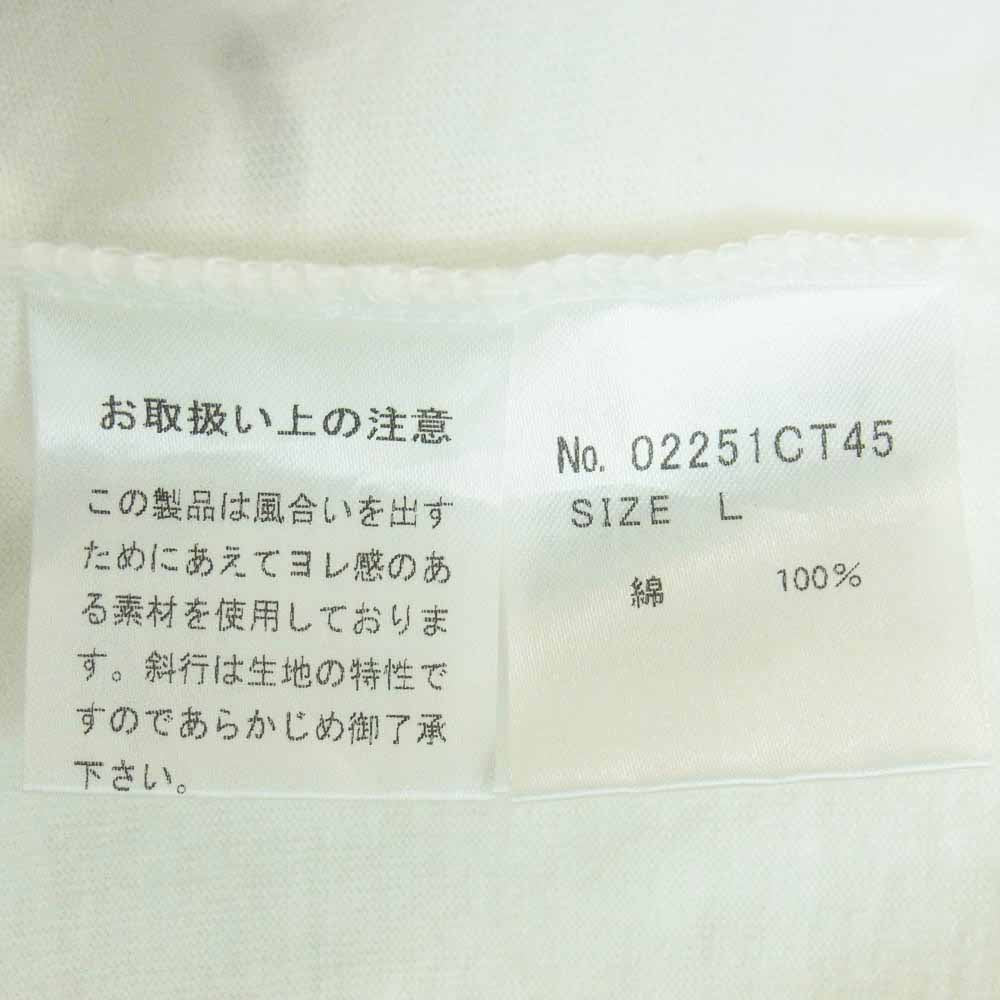 お取扱い上の注意
この製品は風合いを出す
ためにあえてヨレ感のあ
る素材を使用しておりま
す。斜行は生地の特性で
すのであらかじめ御了承
下さい。
No. 02251CT45
SIZE L
綿 100%